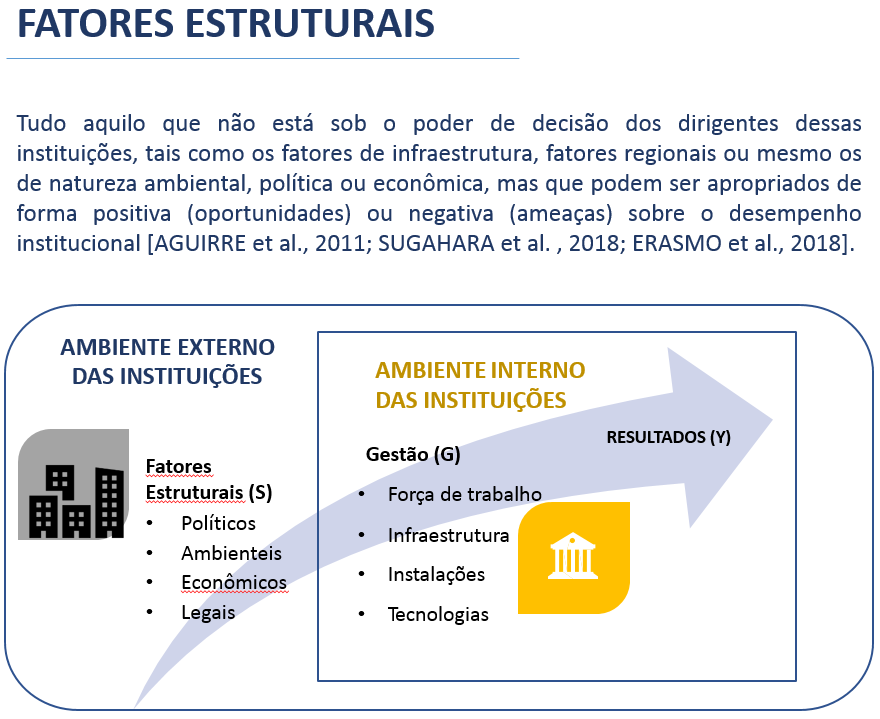 FATORES ESTRUTURAIS
Tudo aquilo que não está sob o poder de decisão dos dirigentes dessas
instituições, tais como os fatores de infraestrutura, fatores regionais ou mesmo os
de natureza ambiental, política ou econômica, mas que podem ser apropriados de
forma positiva (oportunidades) ou negativa (ameaças) sobre o desempenho
institucional [AGUIRRE et al., 2011; SUGAHARA et al. , 2018; ERASMO et al., 2018].
AMBIENTE EXTERNO
DAS INSTITUIÇÕES
Fatores
Estruturais (S)
• Políticos
• Ambienteis
• Econômicos
• Legais
AMBIENTE INTERNO
DAS INSTITUIÇÕES
Gestão (G)
• Força de trabalho
• Infraestrutura
• Instalações
• Tecnologias
RESULTADOS (Y)